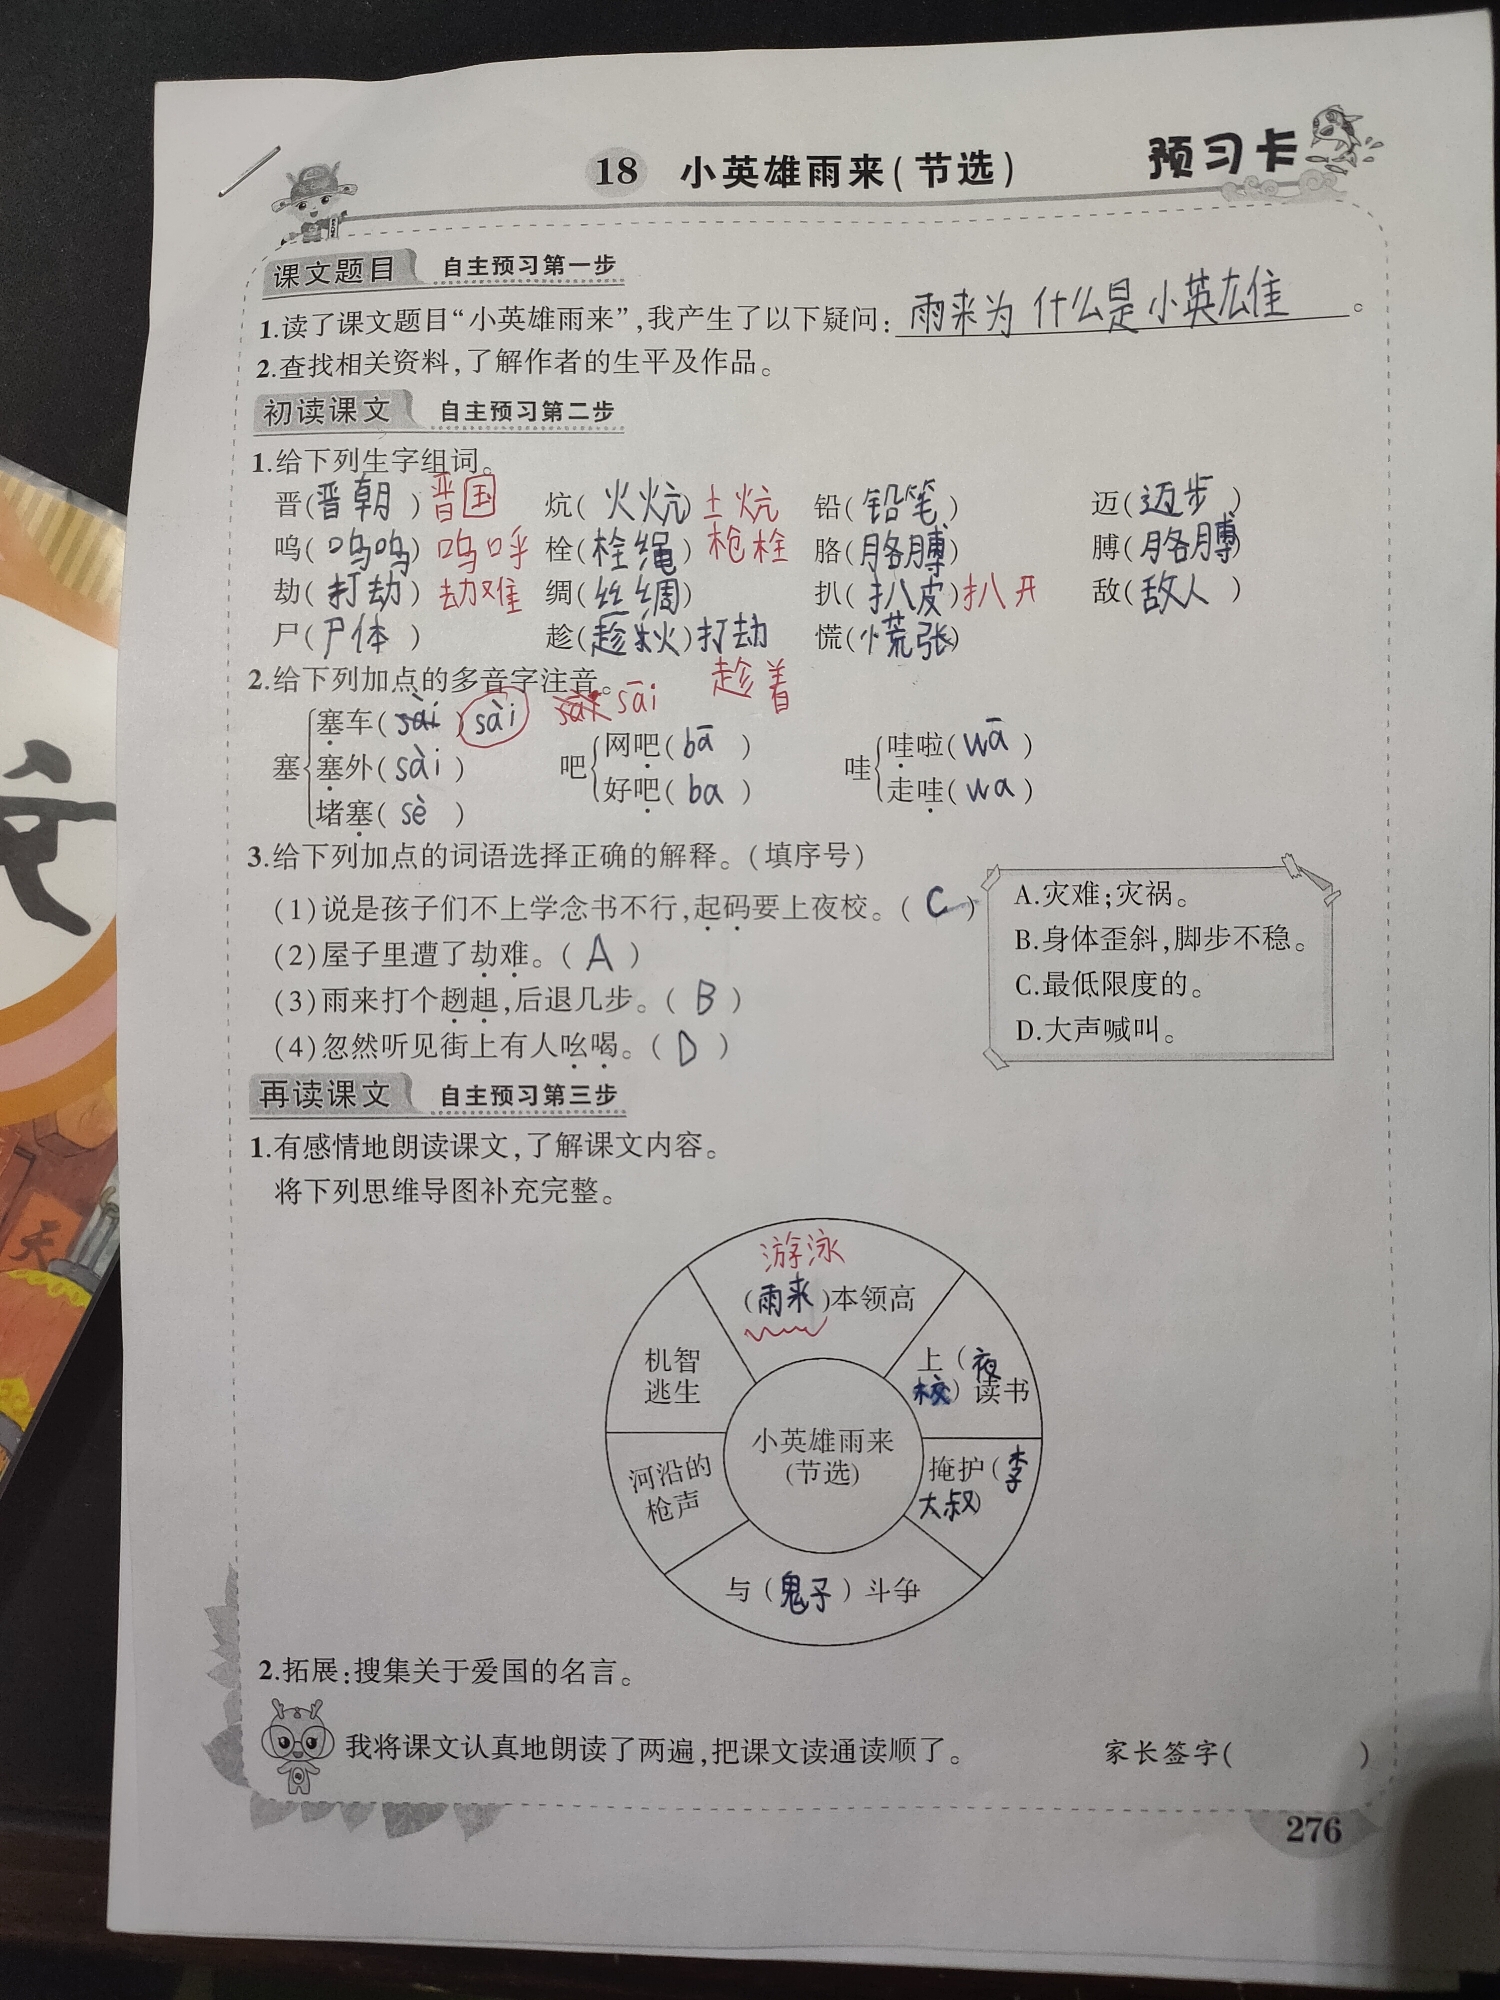 18 小英雄雨来(节选) 预习卡
课文题目 自主预习第一步
1.读了课文题目“小英雄雨来”,我产生了以下疑问:雨来为什么是小英雄。
2.查找相关资料,了解作者的生平及作品。
初读课文 自主预习第二步
1.给下列生字组词。
晋(晋朝)晋国 炕(火炕)土炕 铅(铅笔) 迈(迈步)
呜(呜呜)呜呼 栓(栓绳)枪栓 胳(胳膊) 膊(胳膊)
劫(打劫)劫难 绸(丝绸) 扒(扒皮)扒开 敌(敌人)
尸(尸体) 趁(趁火)打劫 慌(慌张)
趁着
2.给下列加点的多音字注音。
塞
塞车(sài)sài sāi
塞外(sài)
堵塞(sè)
吧
网吧(bā)
好吧(ba)
哇
哇啦(wā)
走哇(wa)
3.给下列加点的词语选择正确的解释。(填序号)
(1)说是孩子们不上学念书不行,起码要上夜校。(C)
(2)屋子里遭了劫难。(A)
(3)雨来打个趔趄,后退几步。(B)
(4)忽然听见街上有人吆喝。(D)
A.灾难;灾祸。
B.身体歪斜,脚步不稳。
C.最低限度的。
D.大声喊叫。
再读课文 自主预习第三步
1.有感情地朗读课文,了解课文内容。
将下列思维导图补充完整。
游泳
(雨来)本领高
上(夜
校)读书
掩护(李
大叔)
与(鬼子)斗争
河沿的
枪声
机智
逃生
小英雄雨来
(节选)
2.拓展:搜集关于爱国的名言。
我将课文认真地朗读了两遍,把课文读通读顺了。 家长签字( )
276
天